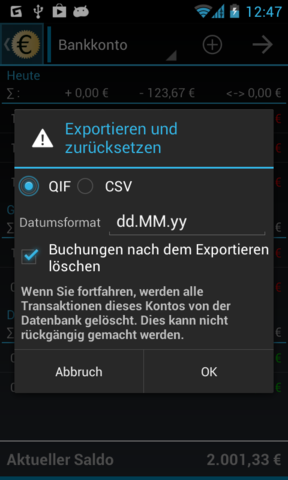 12:47
Bankkonto
Heute
Σ: + 0,00 € - 123,67 € <-> 0,00 €
Exportieren und
zurücksetzen
QIF CSV
Datumsformat dd.MM.yy
Buchungen nach dem Exportieren
löschen
Wenn Sie fortfahren, werden alle
Transaktionen dieses Kontos von der
Datenbank gelöscht. Dies kann nicht
rückgängig gemacht werden.
Abbruch OK
Aktueller Saldo 2.001,33 €